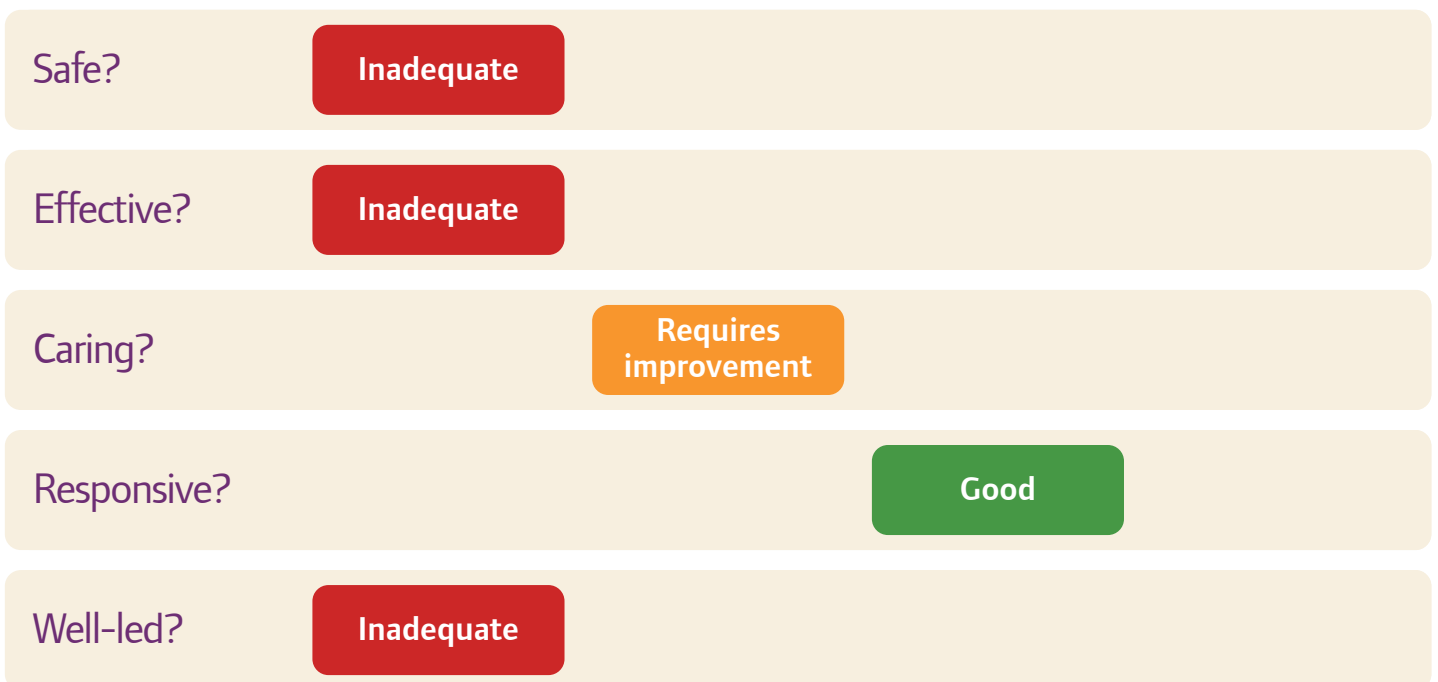 Safe? Inadequate
Effective? Inadequate
Caring? Requires
improvement
Responsive? Good
Well-led? Inadequate